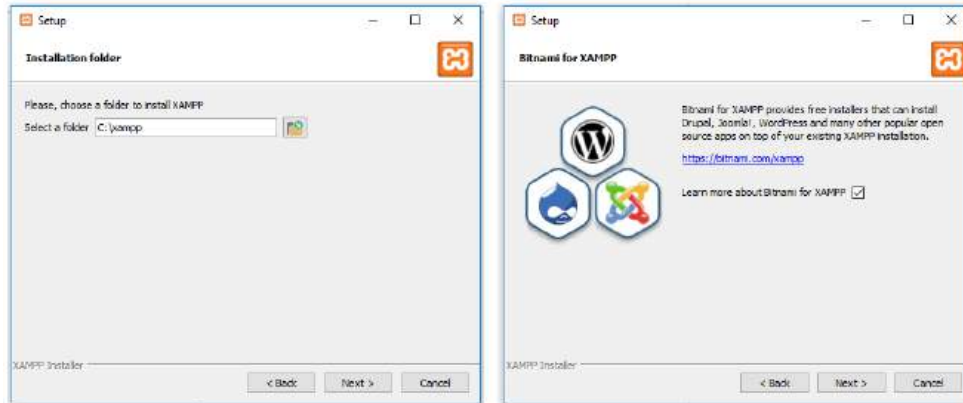 Setup
Installation folder
Please, choose a folder to install XAMPP
Select a folder C:\xampp
XAMPP Installer
< Back Next > Cancel
Setup
Bitnami for XAMPP
Bitnami for XAMPP provides free installers that can install
Drupal, Joomla!, WordPress and many other popular open
source apps on top of your existing XAMPP installation.
https://bitnami.com/xampp
Learn more about Bitnami for XAMPP
XAMPP Installer
< Back Next > Cancel